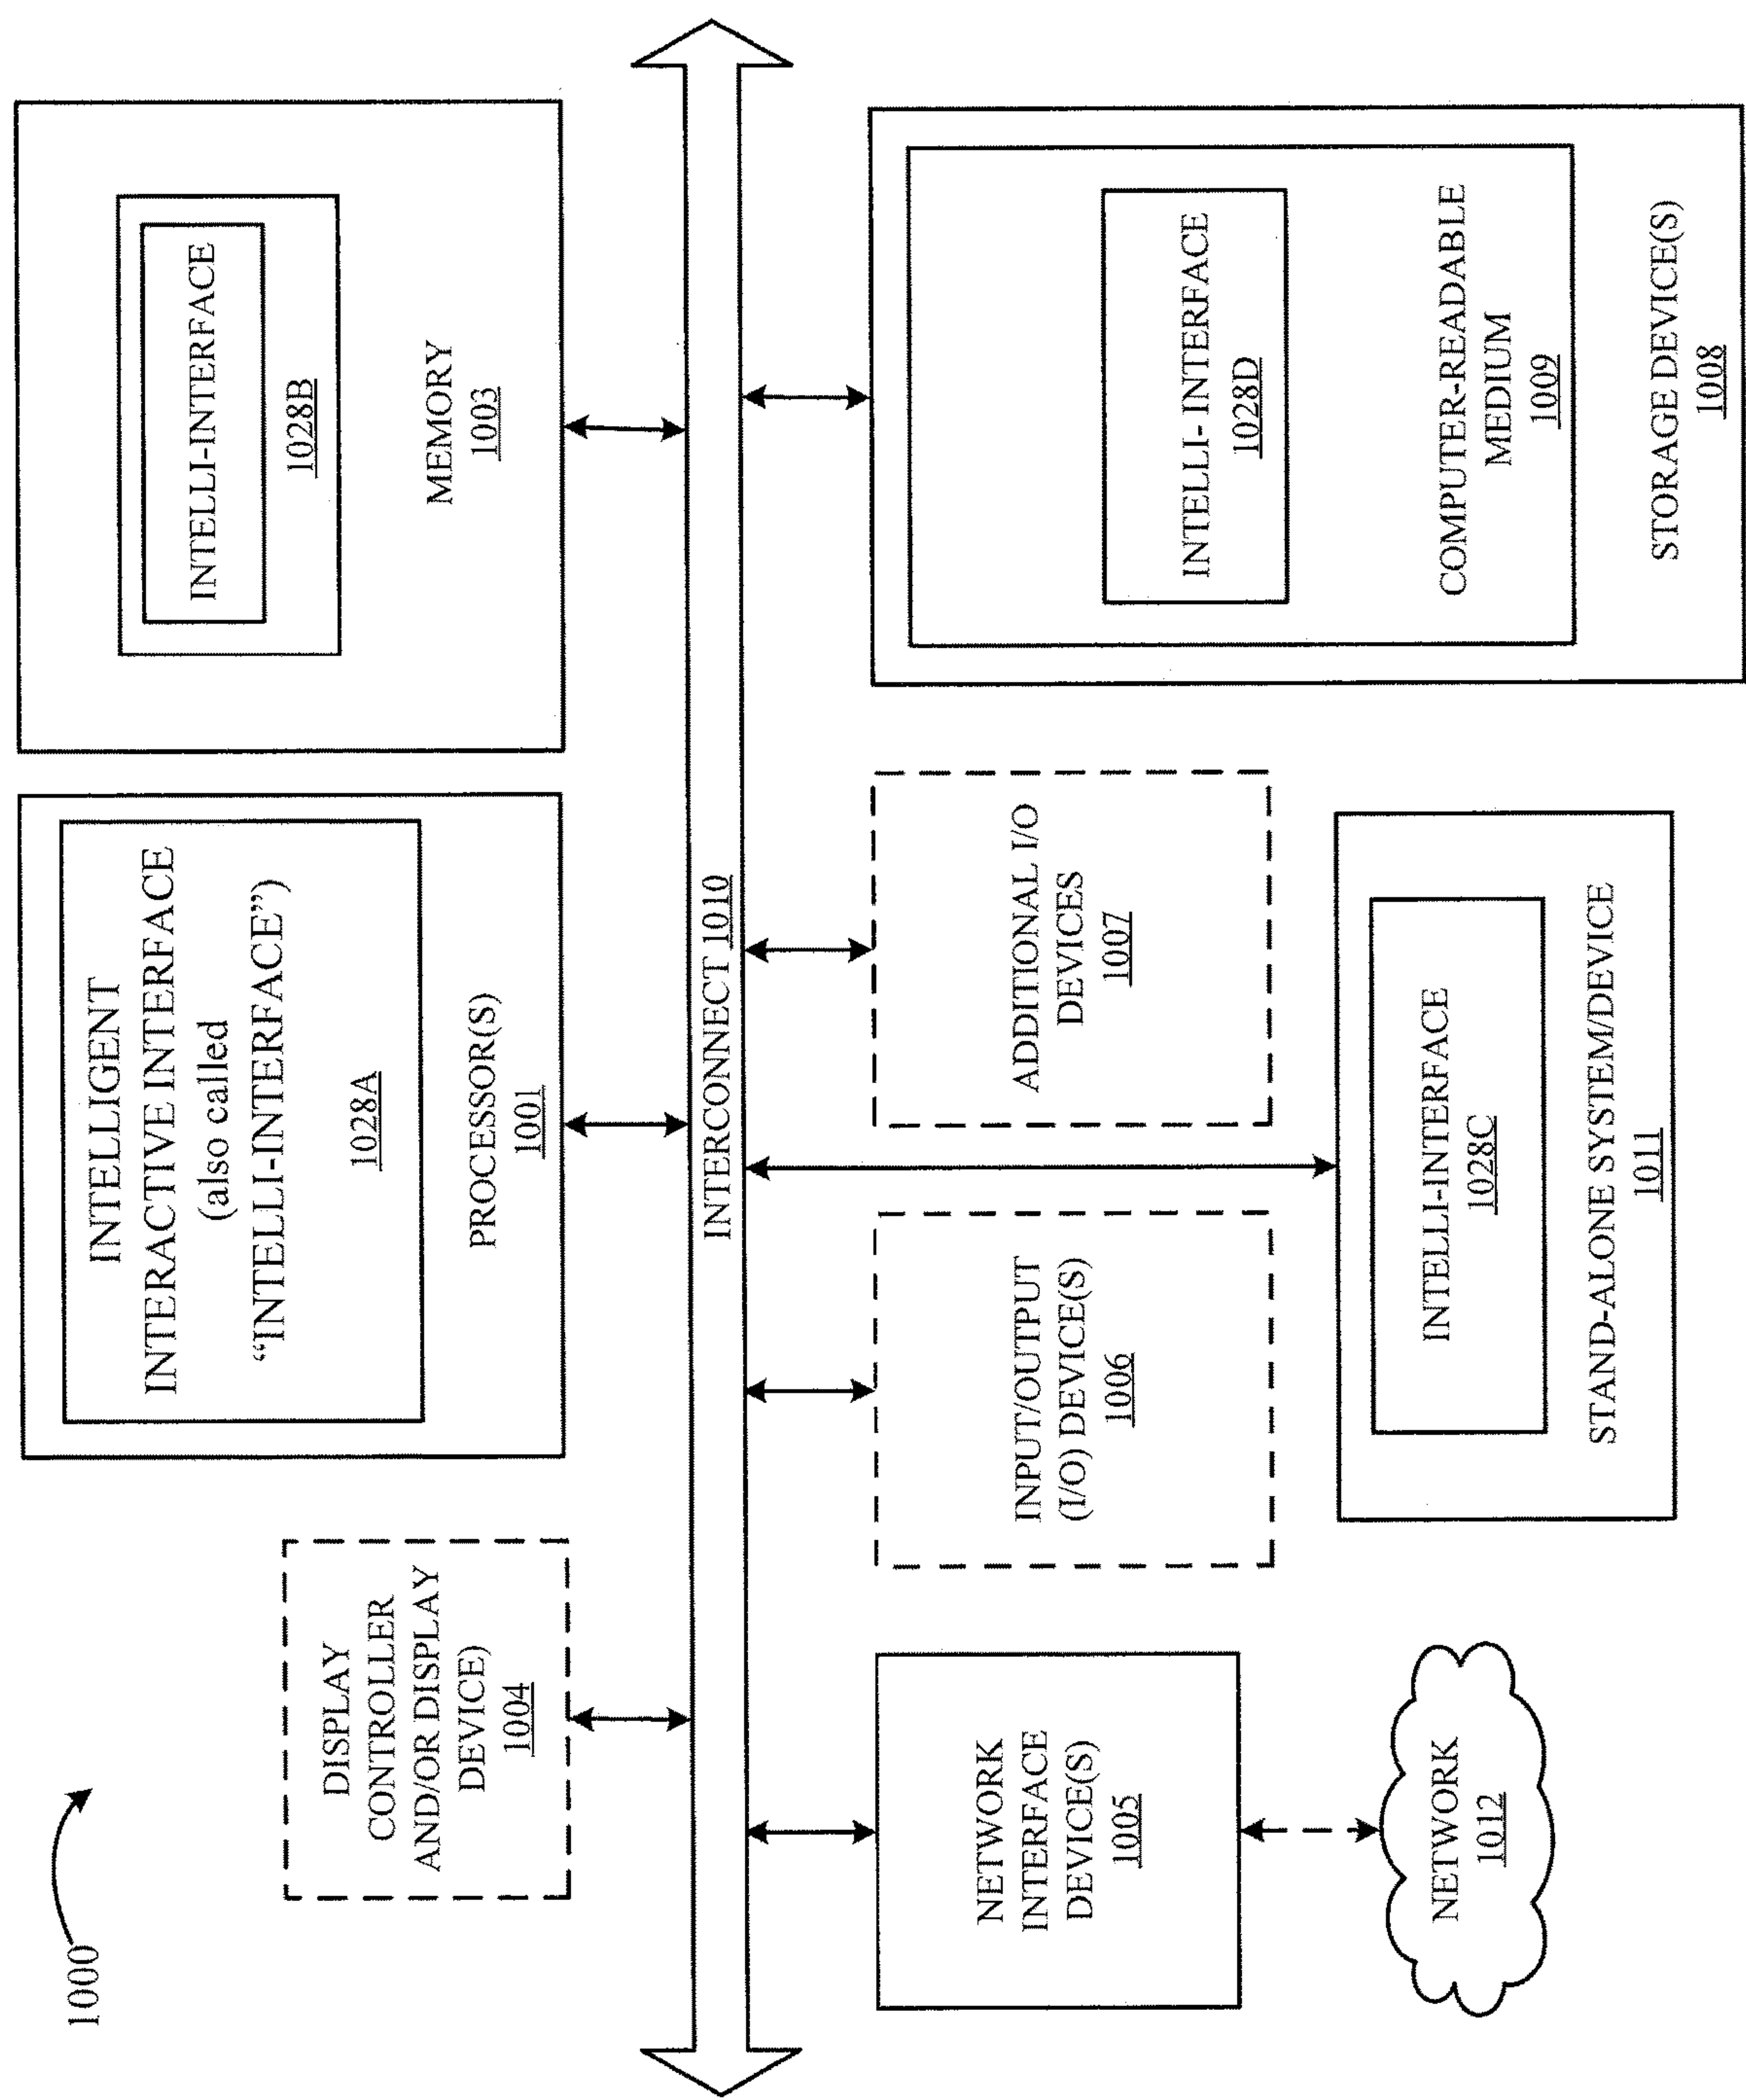 1000
DISPLAY
CONTROLLER
AND/OR DISPLAY
DEVICE)
1004
INTELLIGENT
INTERACTIVE INTERFACE
(also called
“INTELLI-INTERFACE”)
1028A
PROCESSOR(S)
1001
INTELLI-INTERFACE
1028B
MEMORY
1003
INTERCONNECT 1010
NETWORK
INTERFACE
DEVICE(S)
1005
INPUT/OUTPUT
(I/O) DEVICE(S)
1006
ADDITIONAL I/O
DEVICES
1007
INTELLI- INTERFACE
1028D
COMPUTER-READABLE
MEDIUM
1009
STORAGE DEVICE(S)
1008
NETWORK
1012
INTELLI-INTERFACE
1028C
STAND-ALONE SYSTEM/DEVICE
1011